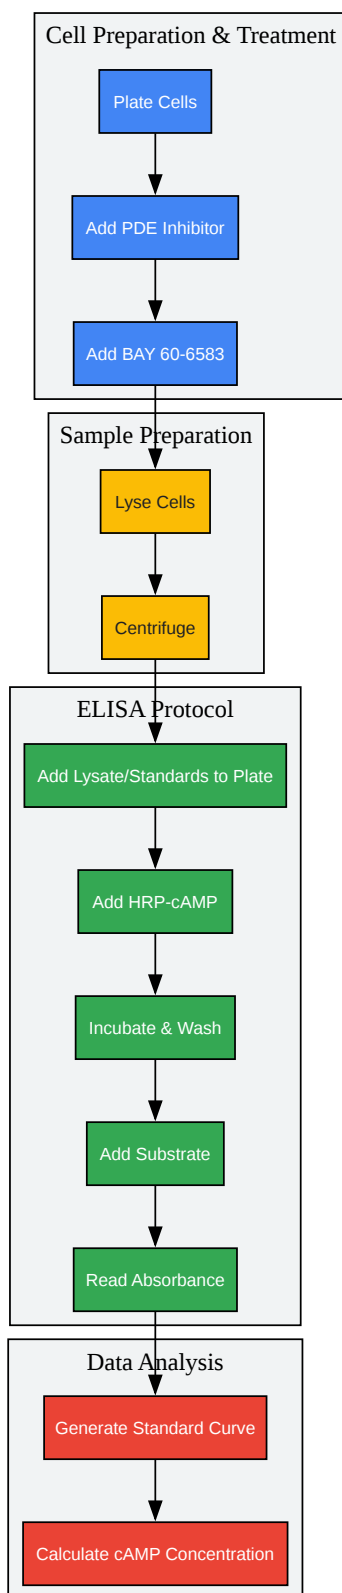 Cell Preparation & Treatment
Plate Cells
Add PDE Inhibitor
Add BAY 60-6583
Sample Preparation
Lyse Cells
Centrifuge
ELISA Protocol
Add Lysate/Standards to Plate
Add HRP-cAMP
Incubate & Wash
Add Substrate
Read Absorbance
Data Analysis
Generate Standard Curve
Calculate cAMP Concentration